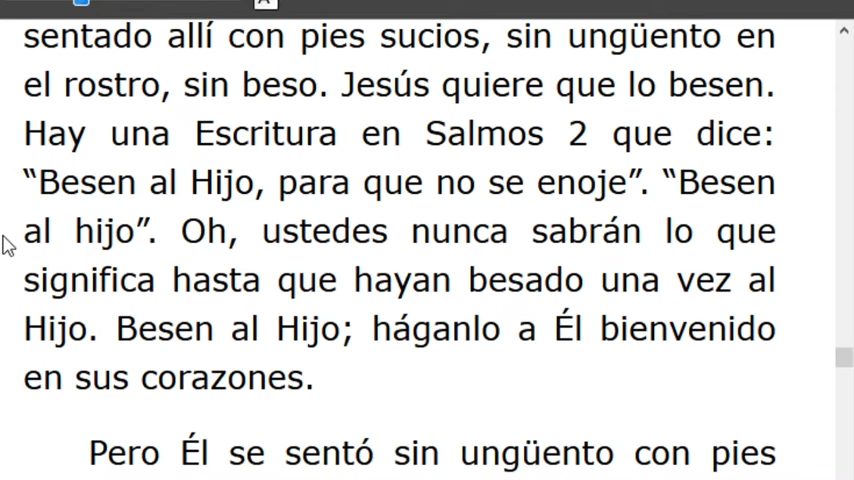 sentado allí con pies sucios, sin ungüento en
el rostro, sin beso. Jesús quiere que lo besen.
Hay una Escritura en Salmos 2 que dice:
“Besen al Hijo, para que no se enoje”. “Besen
al hijo”. Oh, ustedes nunca sabrán lo que
significa hasta que hayan besado una vez al
Hijo. Besen al Hijo; háganlo a Él bienvenido
en sus corazones.
Pero Él se sentó sin ungüento con pies